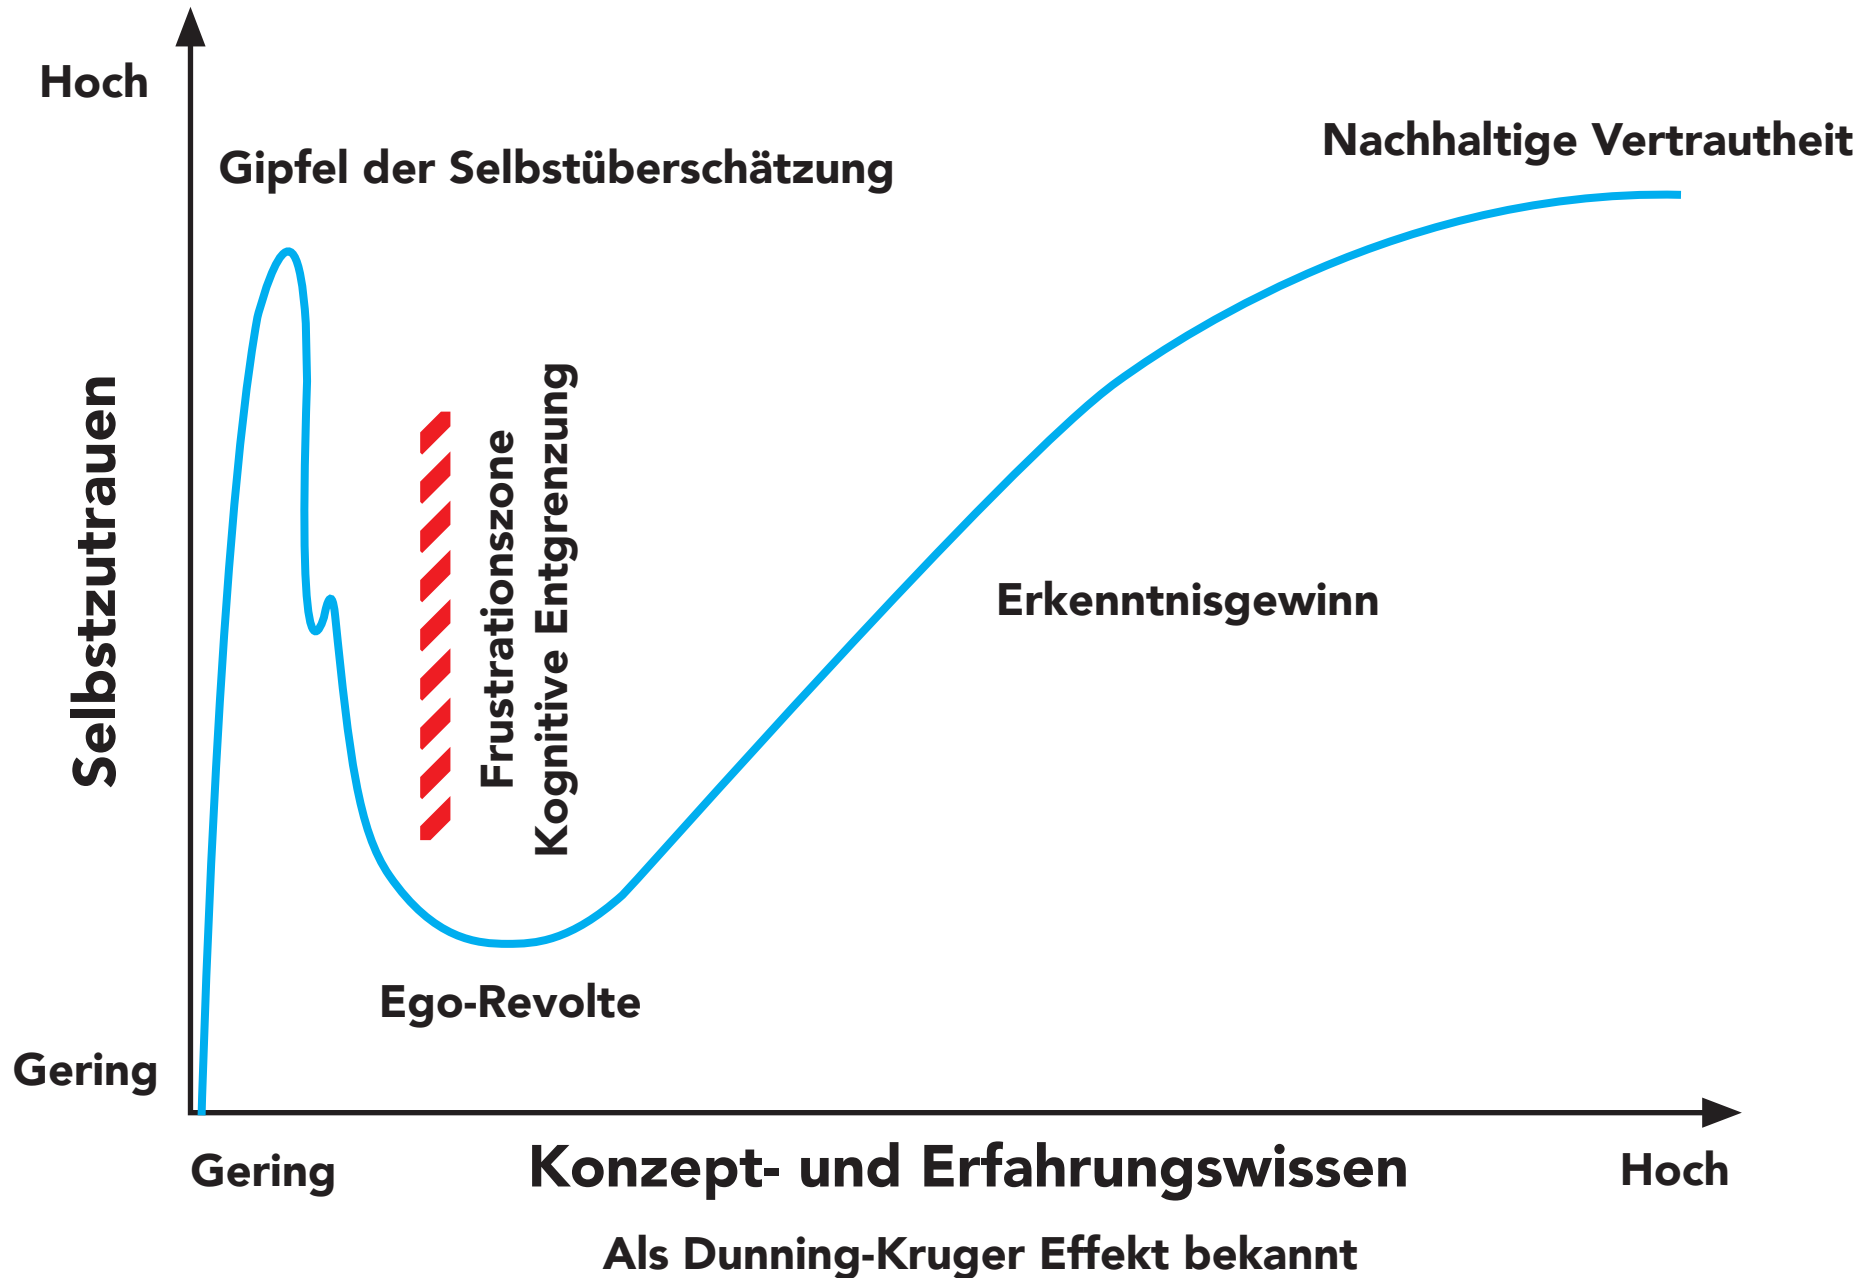 Hoch
Gipfel der Selbstüberschätzung
Nachhaltige Vertrautheit
Selbstzutrauen
Frustrationszone
Kognitive Entgrenzung
Erkenntnisgewinn
Ego-Revolte
Gering
Gering
Konzept- und Erfahrungswissen
Hoch
Als Dunning-Kruger Effekt bekannt